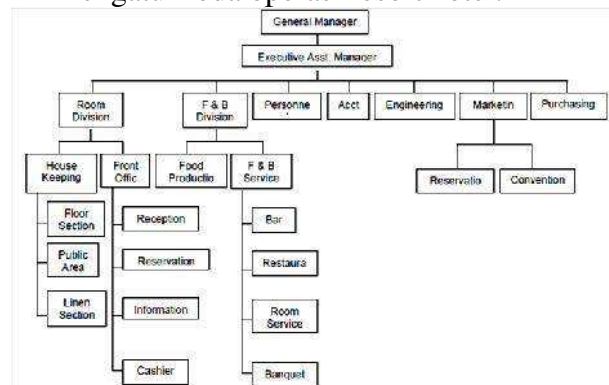 General Manager
Executive Asst. Manager
Room
Division
F & B
Division
Personne
Acct
Engineering
Marketin
Purchasing
House
Keeping
Front
Offic
Food
Productio
F & B
Service
Reservatio
Convention
Floor
Section
Reception
Bar
Public
Area
Reservation
Restaura
Linen
Section
Information
Room
Service
Cashier
Banquet